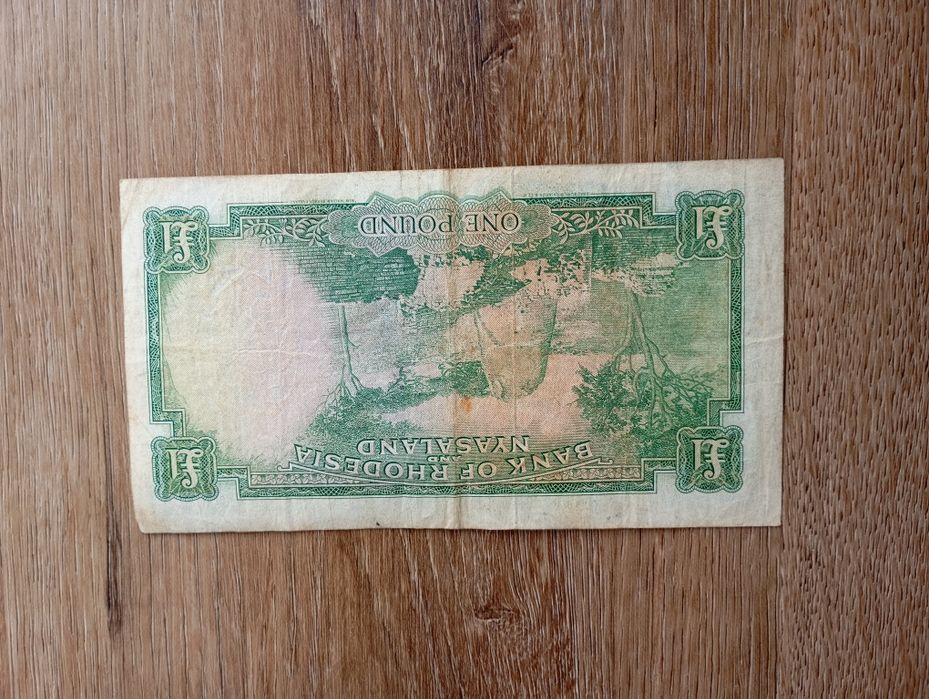 BANK OF RHODESIA
AND
NYASALAND
£1
£1
£1
£1
ONE POUND